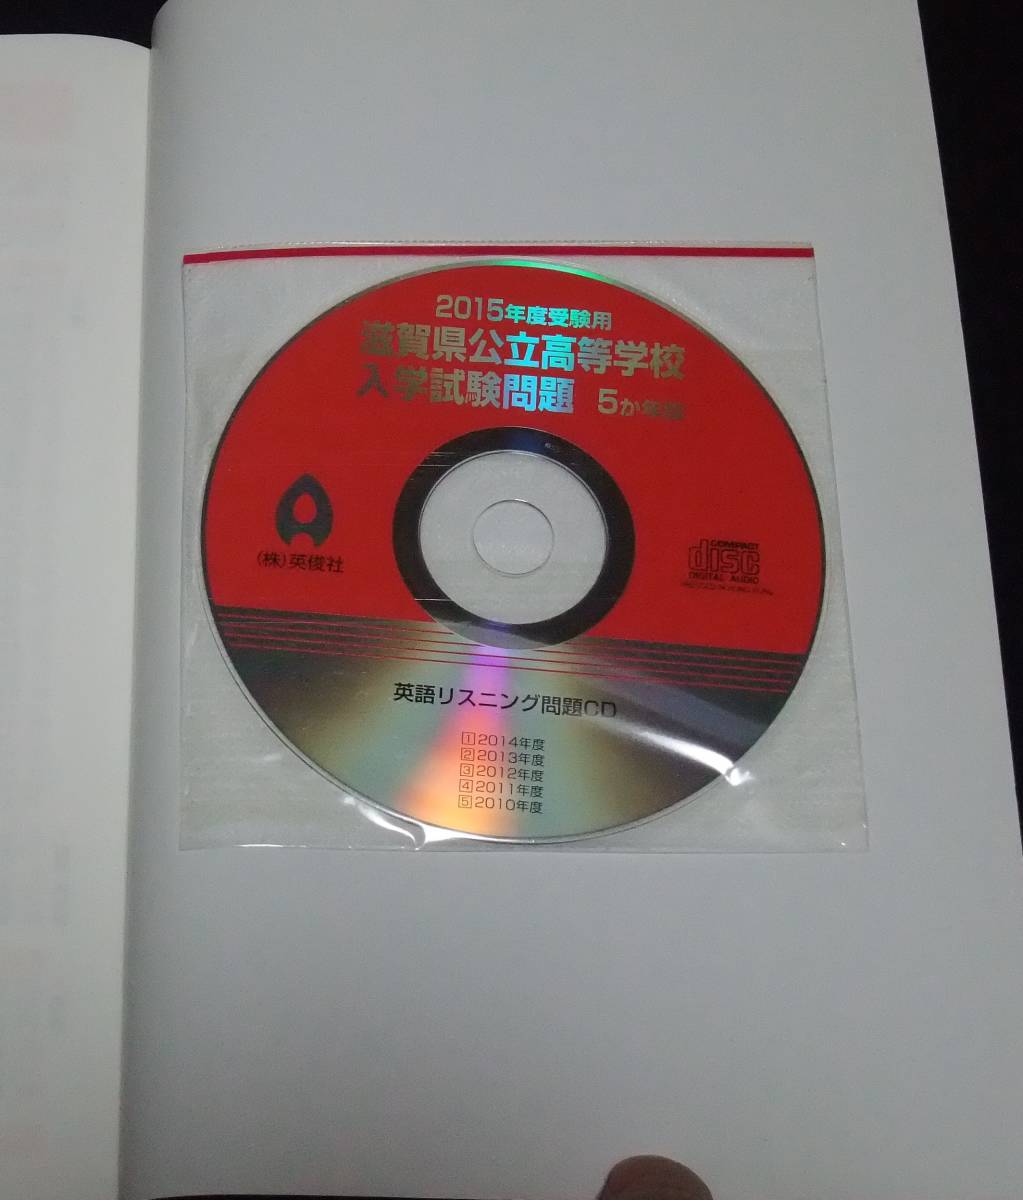 2015年度受験用
滋賀県公立高等学校
入学試験問題 5か年度
(株)英俊社
COMPACT
disc
DIGITAL AUDIO
英語リスニング問題CD
1 2014年度
2 2013年度
3 2012年度
4 2011年度
5 2010年度